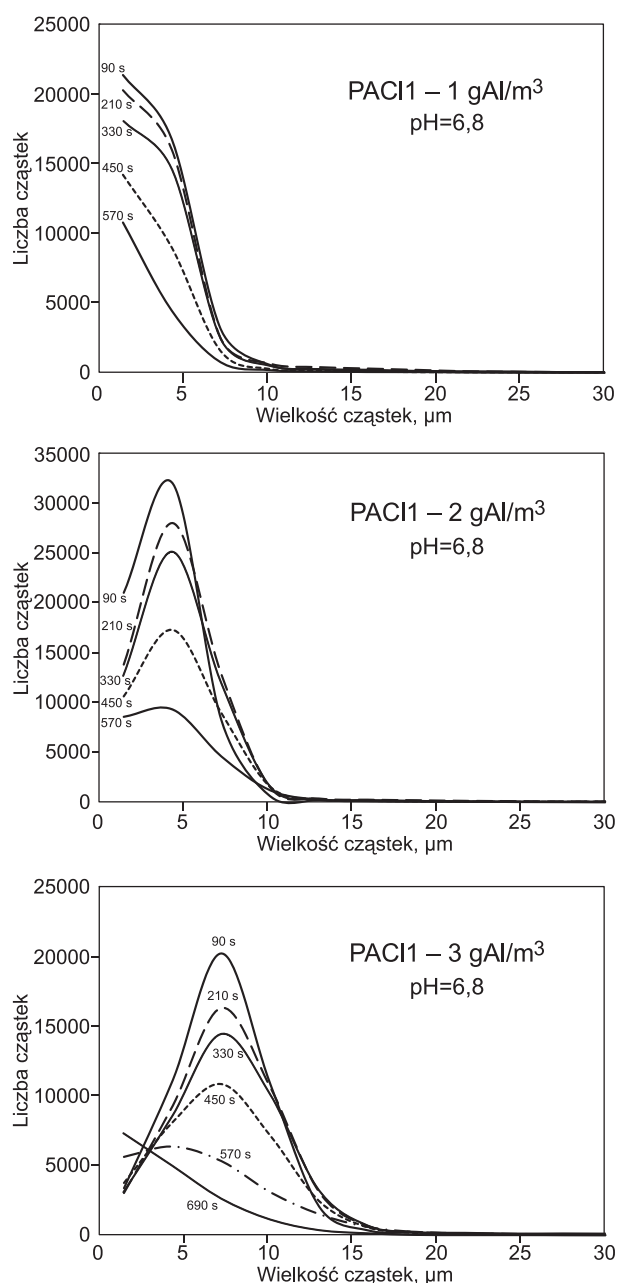 25000
20000
15000
10000
5000
0
Liczba cząstek
90 s
210 s
330 s
450 s
570 s
PACl1 – 1 gAl/m³
pH=6,8
0 5 10 15 20 25 30
Wielkość cząstek, μm
35000
30000
25000
20000
15000
10000
5000
0
Liczba cząstek
90 s
210 s
330 s
450 s
570 s
PACl1 – 2 gAl/m³
pH=6,8
0 5 10 15 20 25 30
Wielkość cząstek, μm
25000
20000
15000
10000
5000
0
Liczba cząstek
90 s
210 s
330 s
450 s
570 s
690 s
PACl1 – 3 gAl/m³
pH=6,8
0 5 10 15 20 25 30
Wielkość cząstek, μm